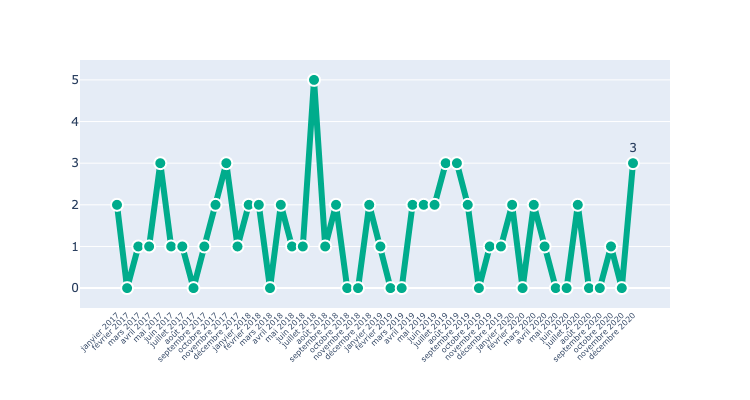 5
4
3
2
1
0
3
janvier 2017
février 2017
mars 2017
avril 2017
mai 2017
juin 2017
juillet 2017
août 2017
septembre 2017
octobre 2017
novembre 2017
décembre 2017
janvier 2018
février 2018
mars 2018
avril 2018
mai 2018
juin 2018
juillet 2018
août 2018
septembre 2018
octobre 2018
novembre 2018
décembre 2018
janvier 2019
février 2019
mars 2019
avril 2019
mai 2019
juin 2019
juillet 2019
août 2019
septembre 2019
octobre 2019
novembre 2019
décembre 2019
janvier 2020
février 2020
mars 2020
avril 2020
mai 2020
juin 2020
juillet 2020
août 2020
septembre 2020
octobre 2020
novembre 2020
décembre 2020